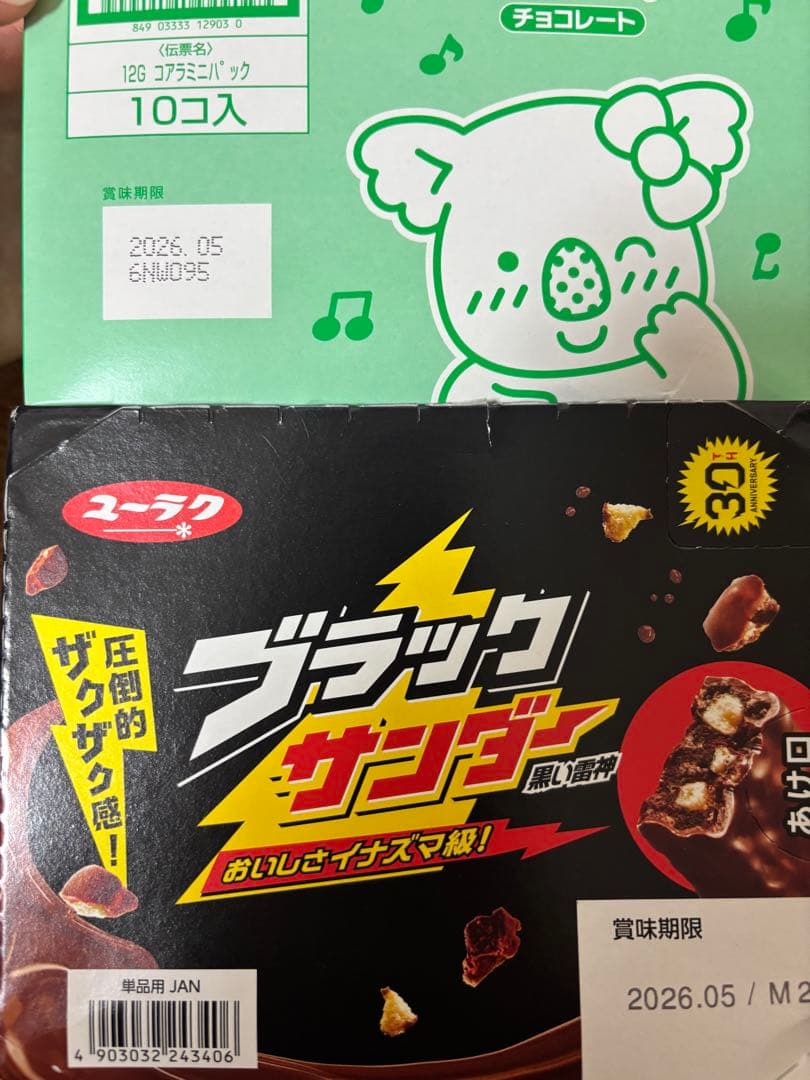 チョコレート
849 03333 12903 0
〈伝票名〉
12G コアラミニパック
10コ入
賞味期限
2026.05
6NW095
ユーラク
30TH
ANNIVERSARY
圧倒的
ザクザク感!
ブラック
サンダー
黒い雷神
おいしさイナズマ級!
あけ口
賞味期限
2026.05 / M2
単品用 JAN
4 903032 243406